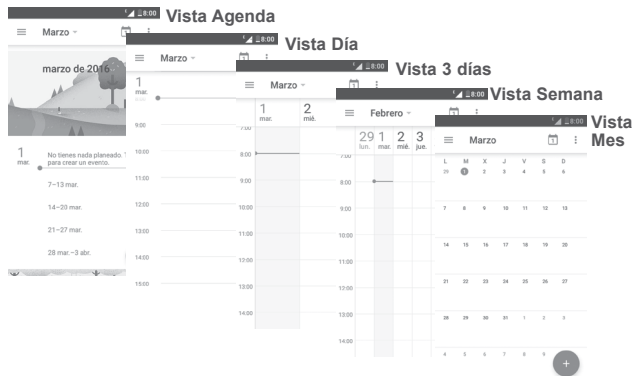 8:00 Vista Agenda
Marzo 1
marzo de 2016
1
mar.
No tienes nada planeado.
para crear un evento.
7–13 mar.
14–20 mar.
21–27 mar.
28 mar.–3 abr.
8:00 Vista Día
Marzo
1
mar.
9:00
10:00
11:00
12:00
13:00
14:00
15:00
8:00 Vista 3 días
Marzo
1 2
mar. mié.
7:00
8:00
9:00
10:00
11:00
12:00
13:00
14:00
8:00 Vista Semana
Febrero
29 1 2 3
lun. mar. mié. jue.
7:00
8:00
9:00
10:00
11:00
12:00
13:00
14:00
8:00 Vista
Mes
Marzo 1
L M X J V S D
29 1 2 3 4 5 6
7 8 9 10 11 12 13
14 15 16 17 18 19 20
21 22 23 24 25 26 27
28 29 30 31 1 2 3
4 5 6 7 8 9
+